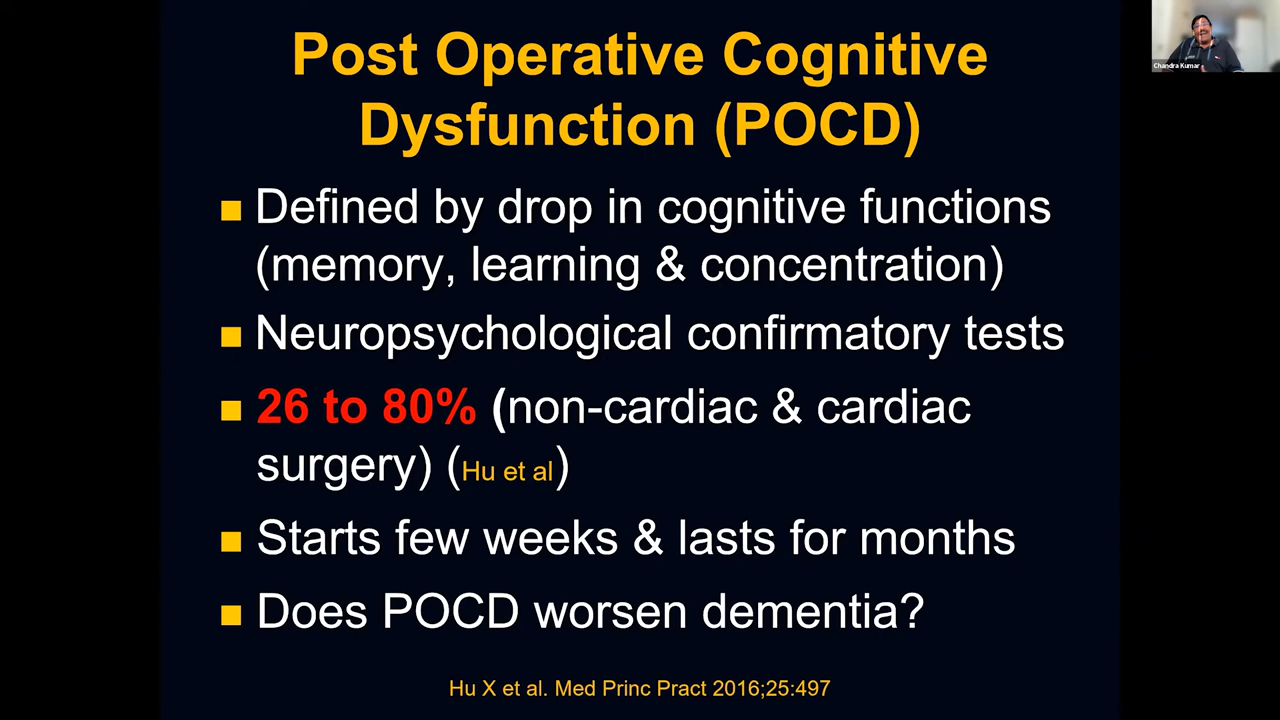 Post Operative Cognitive
Dysfunction (POCD)
Defined by drop in cognitive functions
(memory, learning & concentration)
Neuropsychological confirmatory tests
26 to 80% (non-cardiac & cardiac
surgery) (Hu et al)
Starts few weeks & lasts for months
Does POCD worsen dementia?
Hu X et al. Med Princ Pract 2016;25:497
Chandra Kumar